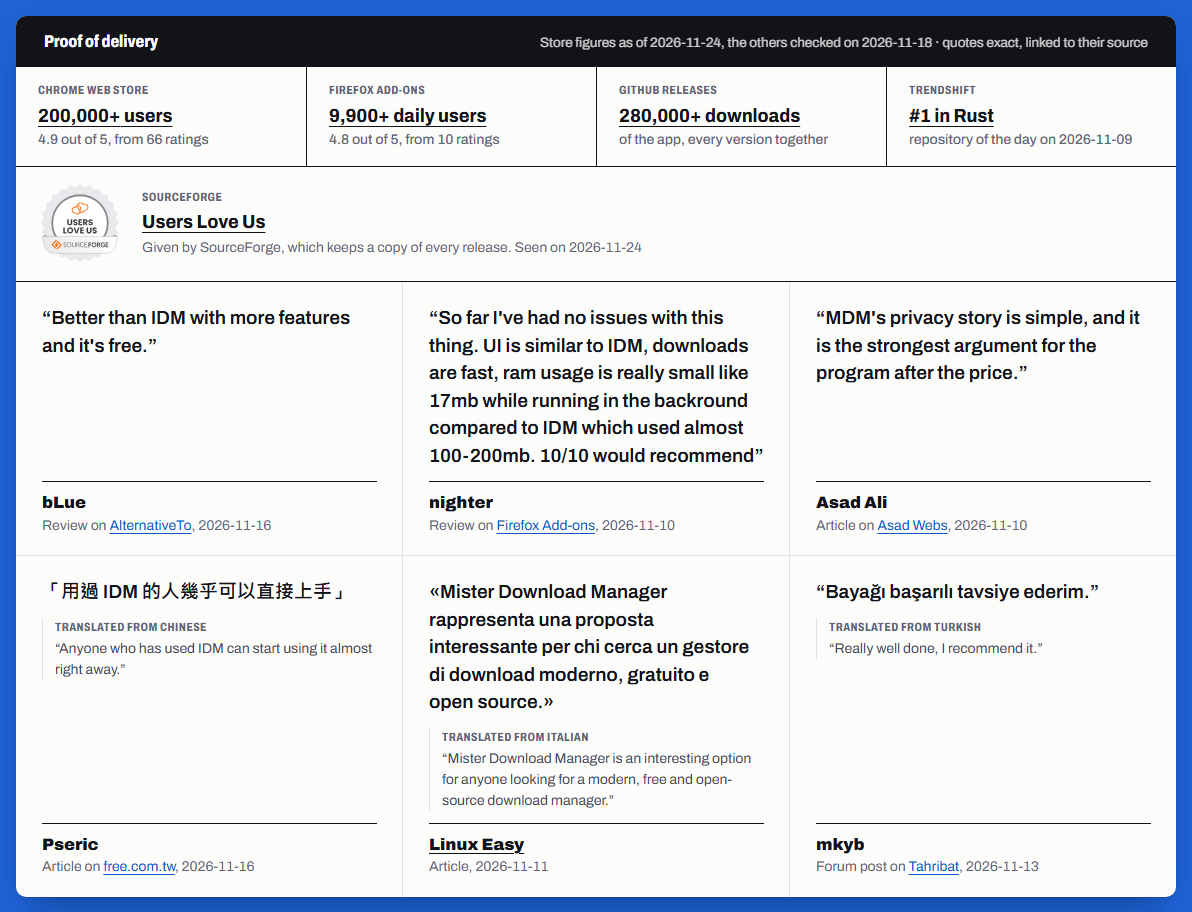 Proof of delivery
Store figures as of 2026-11-24, the others checked on 2026-11-18 · quotes exact, linked to their source
CHROME WEB STORE
200,000+ users
4.9 out of 5, from 66 ratings
FIREFOX ADD-ONS
9,900+ daily users
4.8 out of 5, from 10 ratings
GITHUB RELEASES
280,000+ downloads
of the app, every version together
TRENDSHIFT
#1 in Rust
repository of the day on 2026-11-09
USERS
LOVE US
SOURCEFORGE
SOURCEFORGE
Users Love Us
Given by SourceForge, which keeps a copy of every release. Seen on 2026-11-24
“Better than IDM with more features
and it's free.”
bLue
Review on AlternativeTo, 2026-11-16
“So far I've had no issues with this
thing. UI is similar to IDM, downloads
are fast, ram usage is really small like
17mb while running in the backround
compared to IDM which used almost
100-200mb. 10/10 would recommend”
nighter
Review on Firefox Add-ons, 2026-11-10
“MDM's privacy story is simple, and it
is the strongest argument for the
program after the price.”
Asad Ali
Article on Asad Webs, 2026-11-10
「用過 IDM 的人幾乎可以直接上手」
TRANSLATED FROM CHINESE
“Anyone who has used IDM can start using it almost
right away.”
Pseric
Article on free.com.tw, 2026-11-16
«Mister Download Manager
rappresenta una proposta
interessante per chi cerca un gestore
di download moderno, gratuito e
open source.»
TRANSLATED FROM ITALIAN
“Mister Download Manager is an interesting option
for anyone looking for a modern, free and open-
source download manager.”
Linux Easy
Article, 2026-11-11
“Bayağı başarılı tavsiye ederim.”
TRANSLATED FROM TURKISH
“Really well done, I recommend it.”
mkyb
Forum post on Tahribat, 2026-11-13